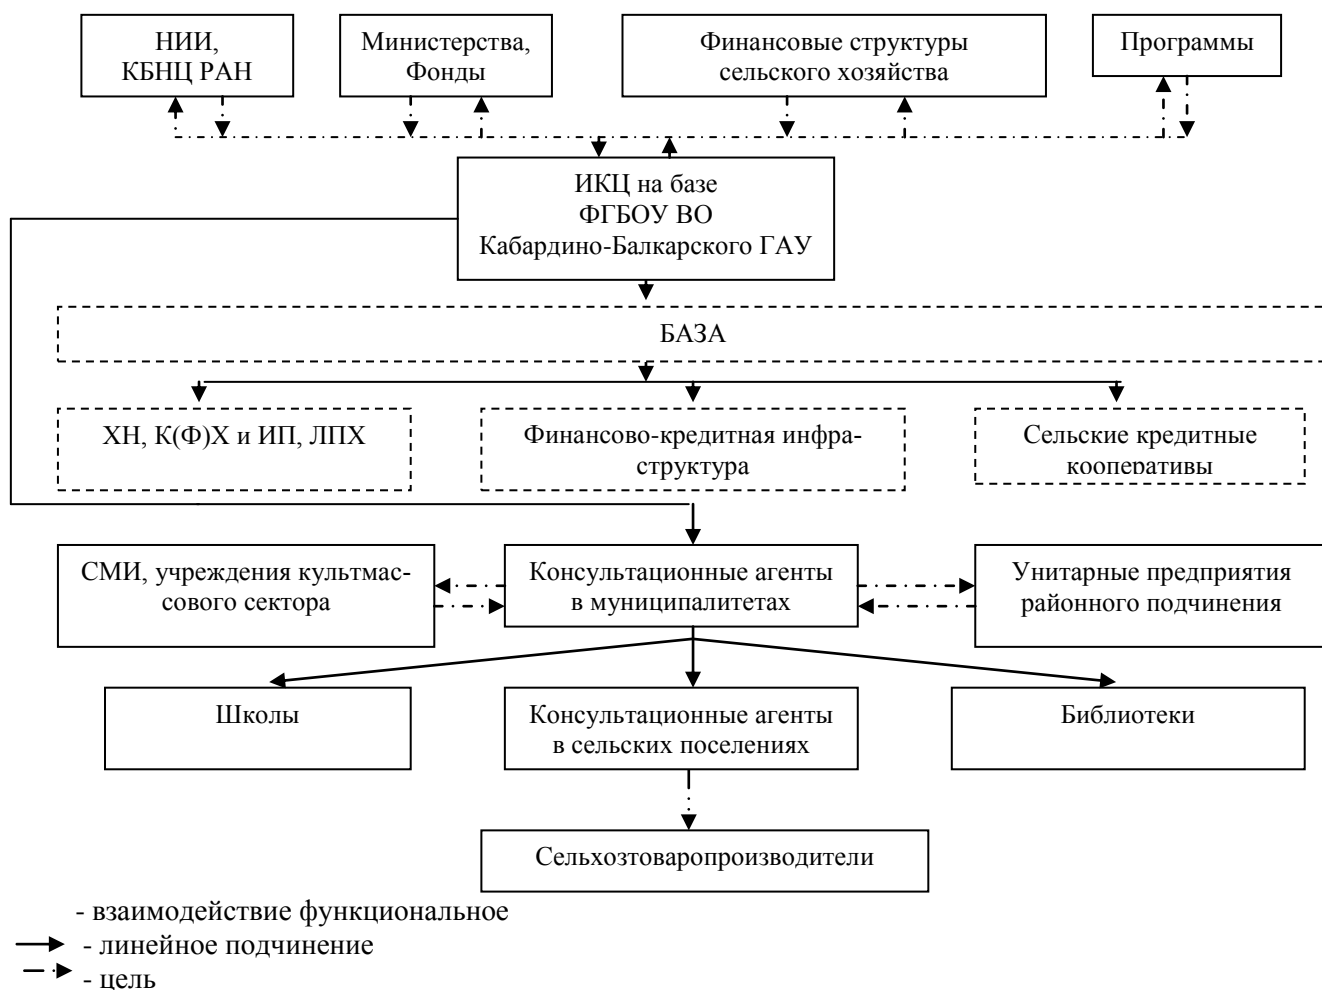 НИИ,
КБНЦ РАН
Министерства,
Фонды
Финансовые структуры
сельского хозяйства
Программы
ИКЦ на базе
ФГБОУ ВО
Кабардино-Балкарского ГАУ
БАЗА
ХН, К(Ф)Х и ИП, ЛПХ
Финансово-кредитная инфра-
структура
Сельские кредитные
кооперативы
СМИ, учреждения культмас-
сового сектора
Консультационные агенты
в муниципалитетах
Унитарные предприятия
районного подчинения
Школы
Консультационные агенты
в сельских поселениях
Библиотеки
Сельхозтоваропроизводители
- взаимодействие функциональное
- линейное подчинение
- цель